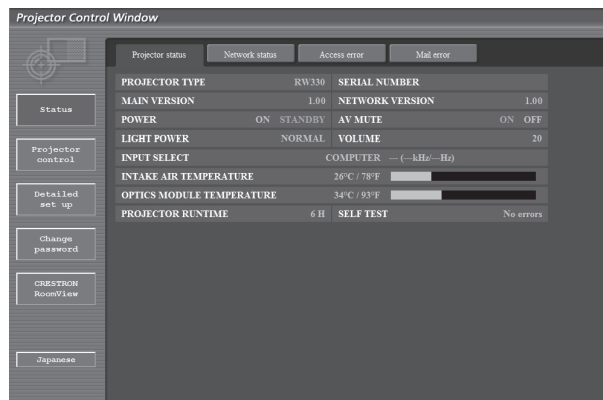 Projector Control Window
Projector status Network status Access error Mail error
PROJECTOR TYPE RW330 SERIAL NUMBER
MAIN VERSION 1.00 NETWORK VERSION 1.00
POWER ON STANDBY AV MUTE ON OFF
LIGHT POWER NORMAL VOLUME 20
INPUT SELECT COMPUTER --- (---kHz/---Hz)
INTAKE AIR TEMPERATURE 26°C / 78°F
OPTICS MODULE TEMPERATURE 34°C / 93°F
PROJECTOR RUNTIME 6 H SELF TEST No errors
Status
Projector
control
Detailed
set up
Change
password
CRESTRON
RoomView
Japanese